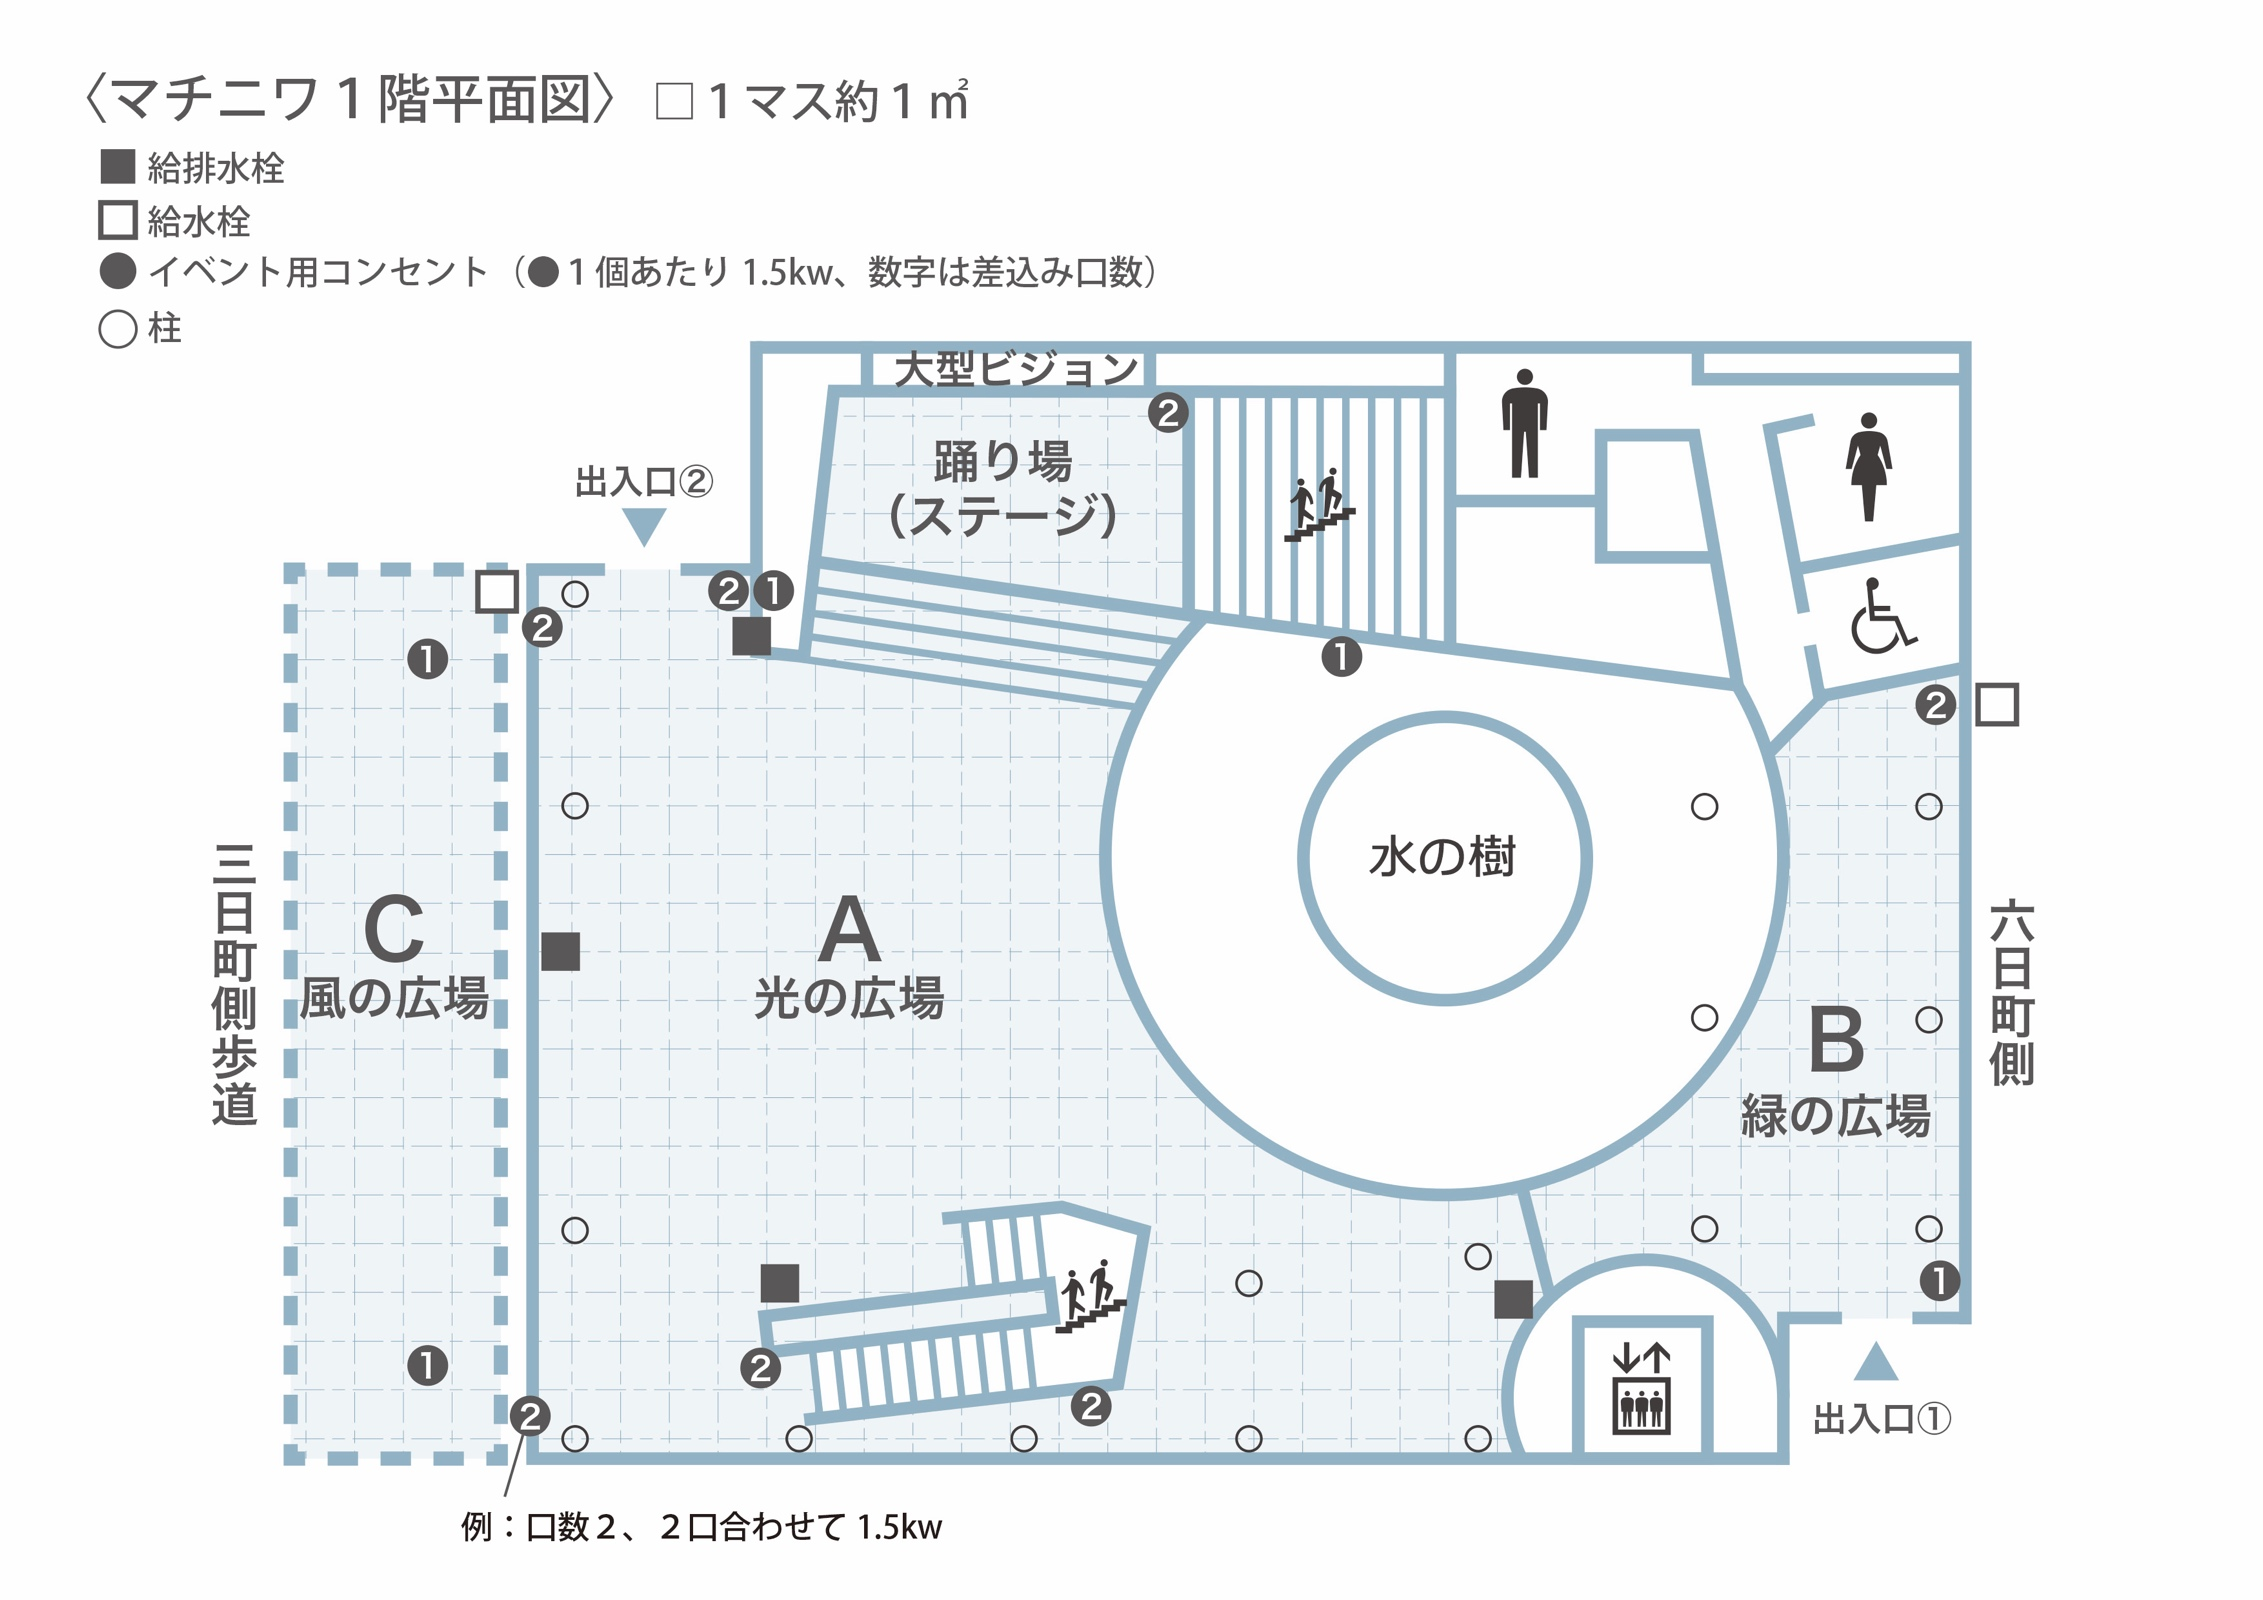 〈マチニワ1階平面図〉 □1マス約1㎡
■ 給排水栓
□ 給水栓
● イベント用コンセント（●1個あたり1.5kw、数字は差込み口数）
○ 柱
大型ビジョン
2
踊り場
（ステージ）
出入口②
2 1
2
1
1
2
三日町側歩道
C
風の広場
A
光の広場
水の樹
B
緑の広場
六日町側
1
1
2
2
2
出入口①
例：口数2、2口合わせて1.5kw